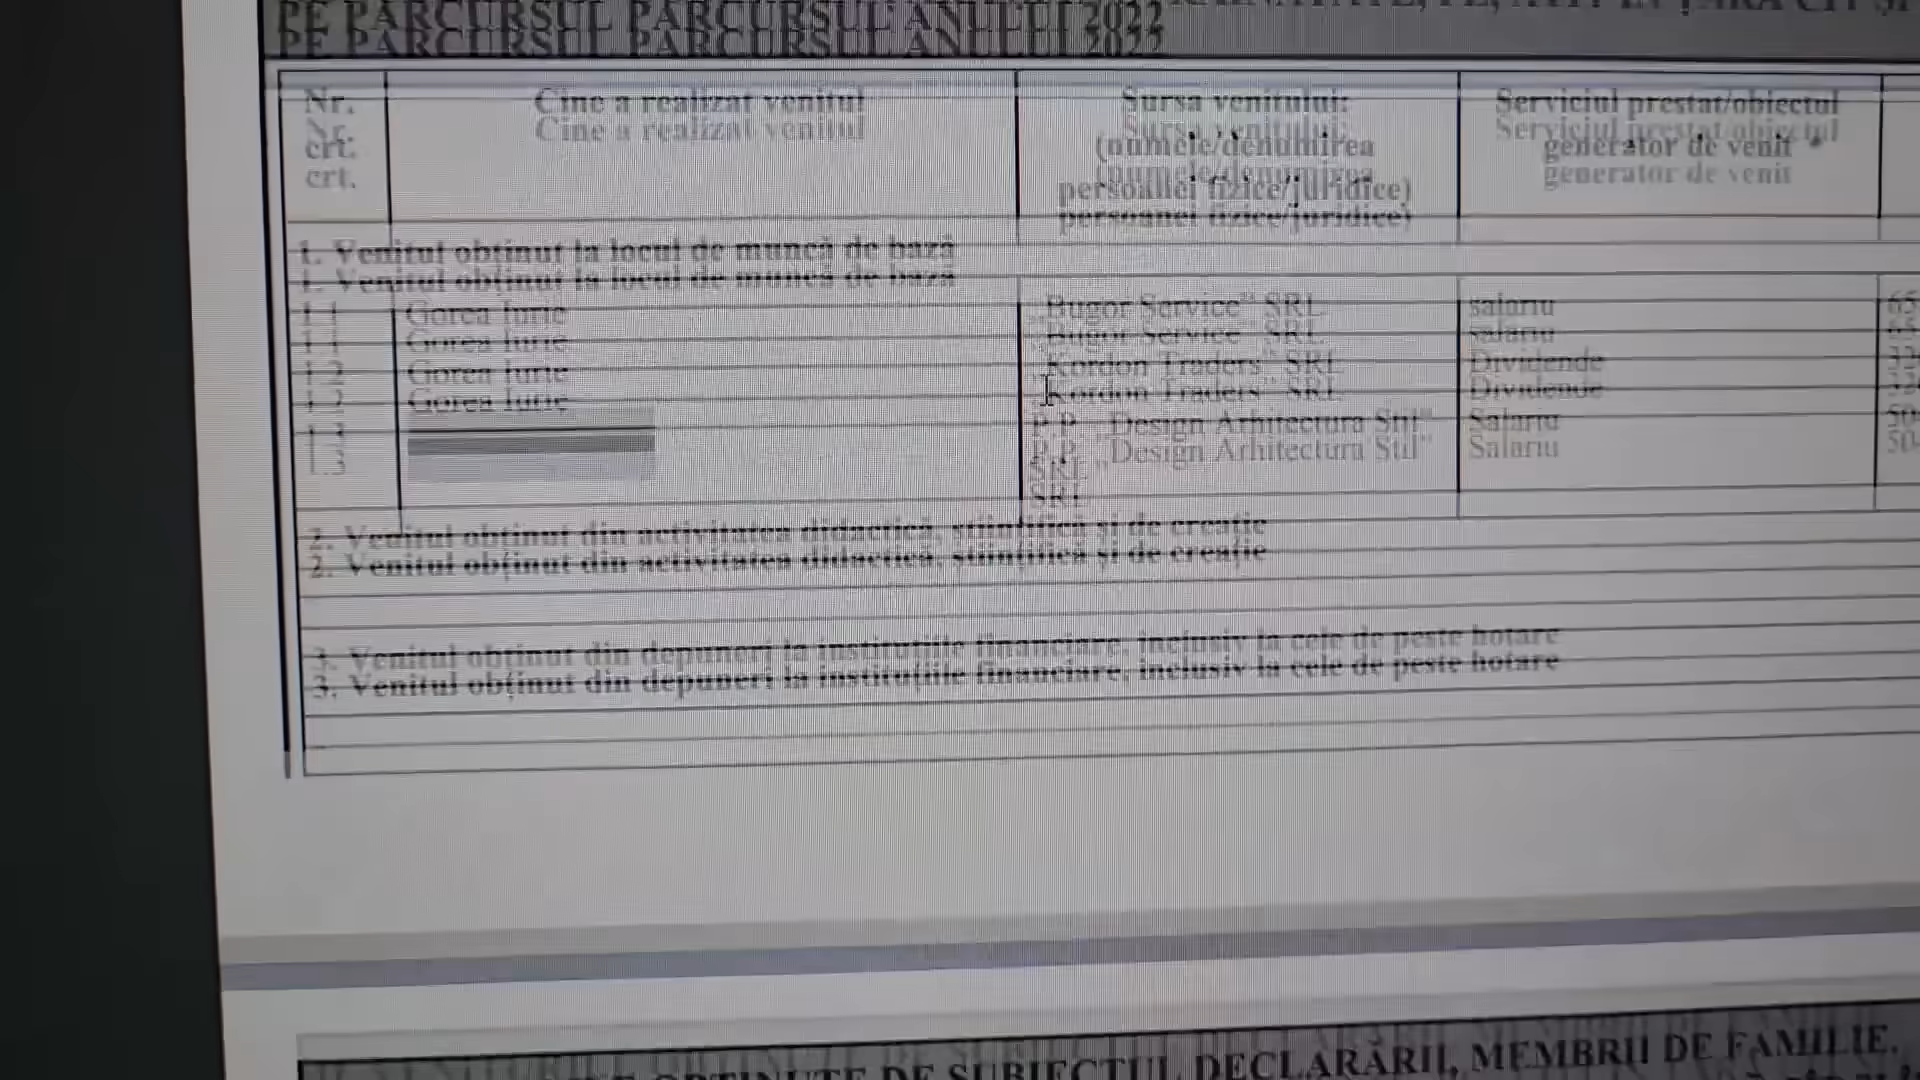 PE PARCURSUL PARCURSUL ANULUI 2022
Nr. crt.
Cine a realizat venitul
Sursa venitului:
(numele/denumirea
persoanei fizice/juridice)
Serviciul prestat/obiectul
generator de venit
1. Venitul obținut la locul de muncă de bază
1.1 Gorea Iurie „Bugor Service" SRL salariu
1.2 Gorea Iurie "Kordon Traders" SRL Dividende
1.3 P.P. "Design Arhitectura Stil" SRL Salariu
2. Venitul obținut din activitatea didactică, științifică și de creație
3. Venitul obținut din depuneri la instituțiile financiare, inclusiv la cele de peste hotare
OBȚINUTE DE SUBIECTUL DECLARĂRII, MEMBRII DE FAMILIE,